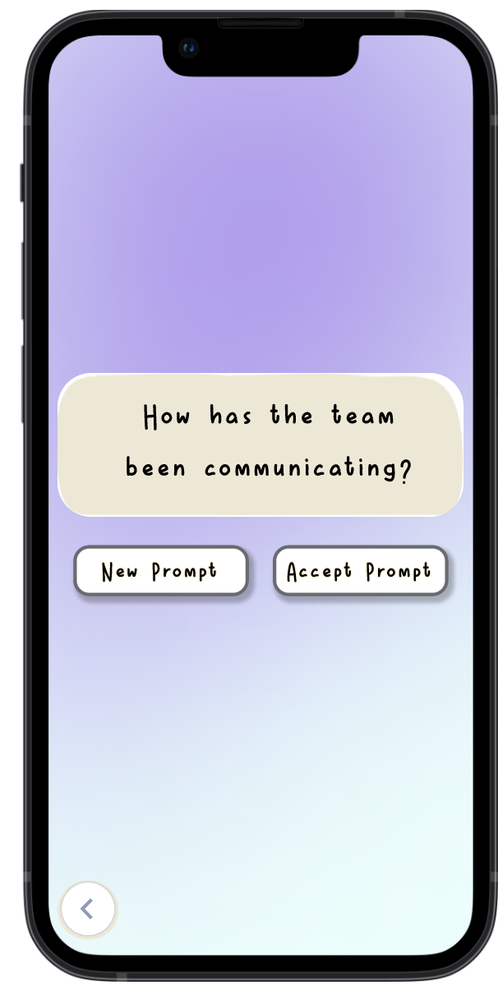 How has the team
been communicating?
New Prompt
Accept Prompt